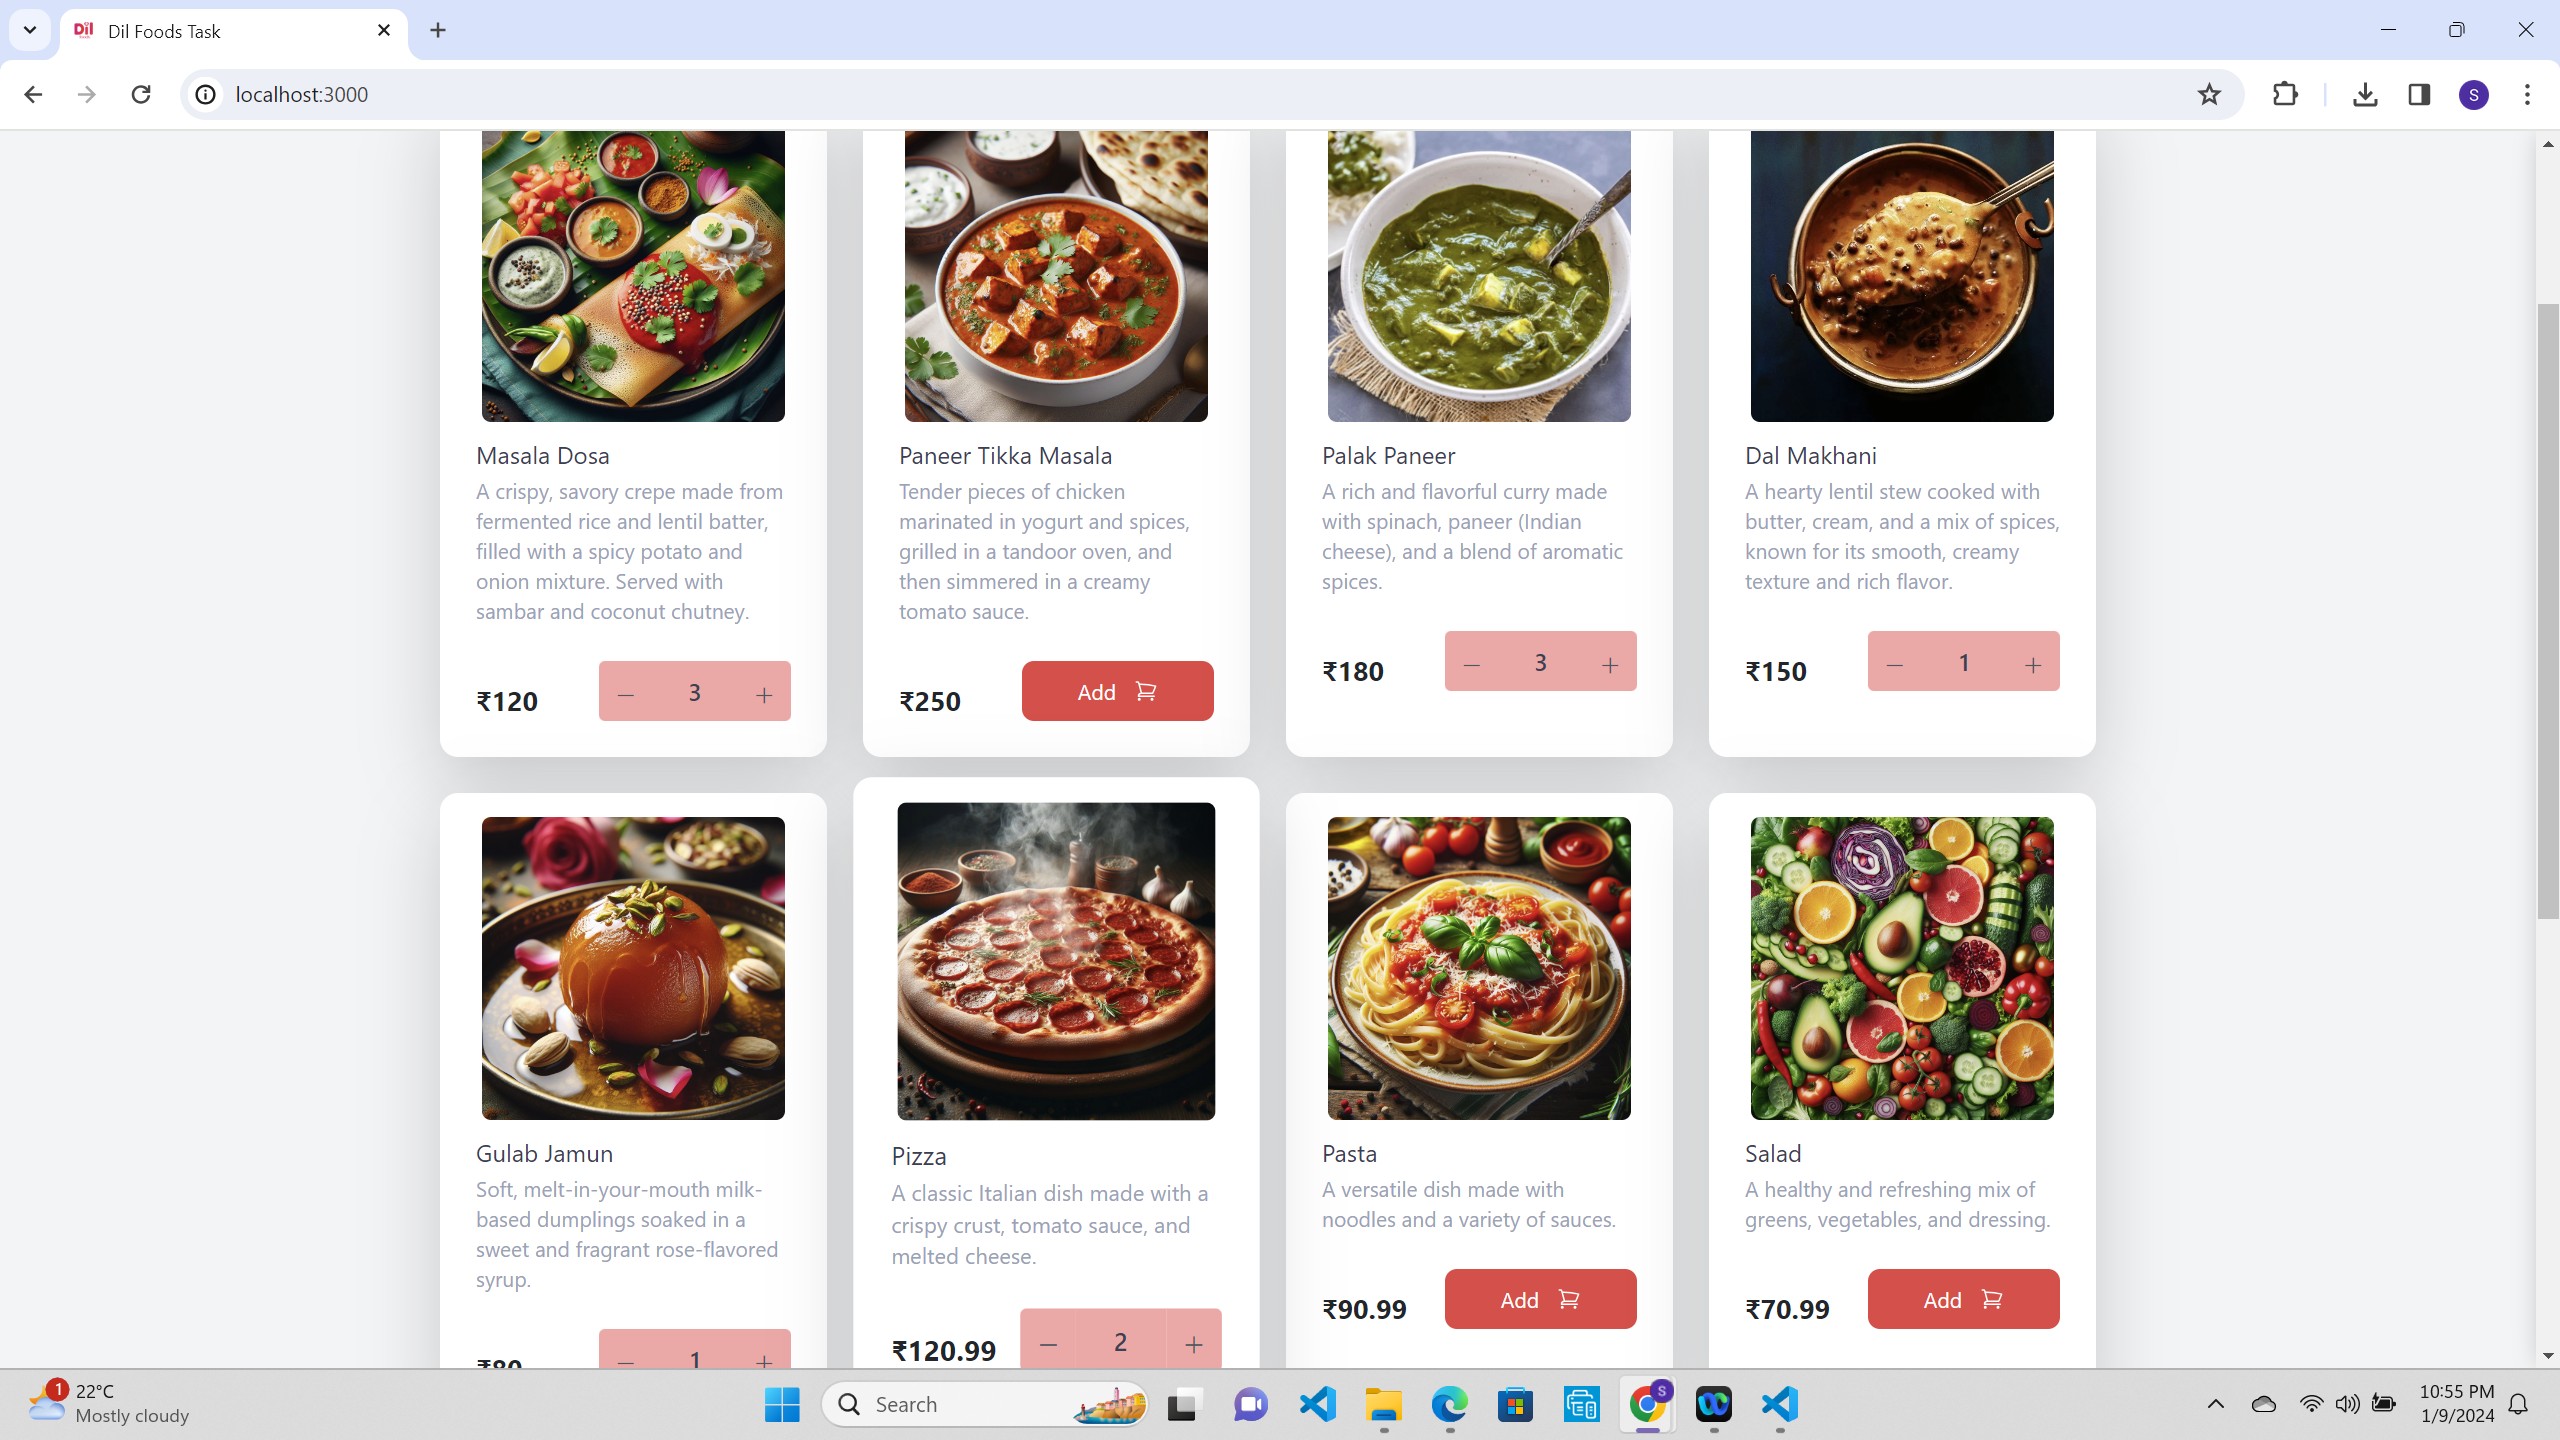 Dil Foods Task
localhost:3000
S
Masala Dosa
A crispy, savory crepe made from
fermented rice and lentil batter,
filled with a spicy potato and
onion mixture. Served with
sambar and coconut chutney.
₹120
3
Paneer Tikka Masala
Tender pieces of chicken
marinated in yogurt and spices,
grilled in a tandoor oven, and
then simmered in a creamy
tomato sauce.
₹250
Add
Palak Paneer
A rich and flavorful curry made
with spinach, paneer (Indian
cheese), and a blend of aromatic
spices.
₹180
3
Dal Makhani
A hearty lentil stew cooked with
butter, cream, and a mix of spices,
known for its smooth, creamy
texture and rich flavor.
₹150
1
Gulab Jamun
Soft, melt-in-your-mouth milk-
based dumplings soaked in a
sweet and fragrant rose-flavored
syrup.
₹80
1
Pizza
A classic Italian dish made with a
crispy crust, tomato sauce, and
melted cheese.
₹120.99
2
Pasta
A versatile dish made with
noodles and a variety of sauces.
₹90.99
Add
Salad
A healthy and refreshing mix of
greens, vegetables, and dressing.
₹70.99
Add
1
22°C
Mostly cloudy
Search
S
10:55 PM
1/9/2024